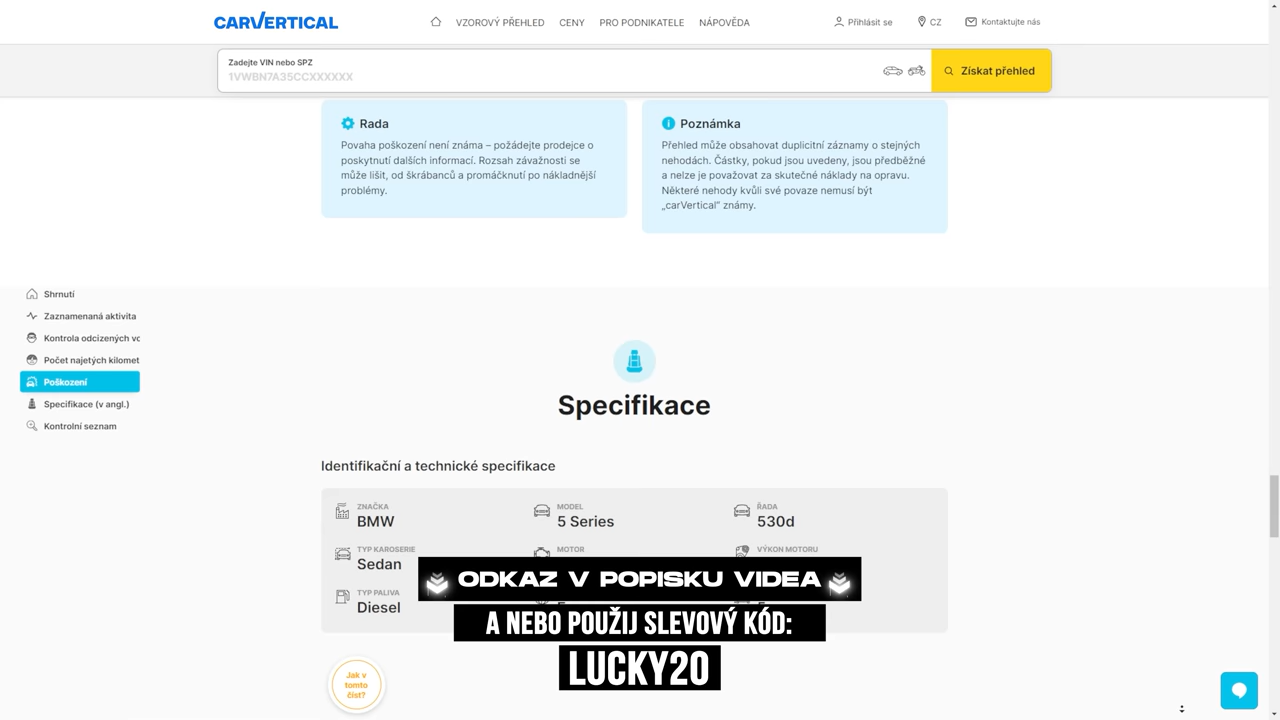 CARVERTICAL
VZOROVÝ PŘEHLED
CENY
PRO PODNIKATELE
NÁPOVĚDA
Přihlásit se
CZ
Kontaktujte nás
Zadejte VIN nebo SPZ
1VWBN7A35CCXXXXXX
Získat přehled
Rada
Povaha poškození není známa – požádejte prodejce o
poskytnutí dalších informací. Rozsah závažnosti se
může lišit, od škrábanců a promáčknutí po nákladnější
problémy.
Poznámka
Přehled může obsahovat duplicitní záznamy o stejných
nehodách. Částky, pokud jsou uvedeny, jsou předběžné
a nelze je považovat za skutečné náklady na opravu.
Některé nehody kvůli své povaze nemusí být
„carVertical" známy.
Shrnutí
Zaznamenaná aktivita
Kontrola odcizených vo
Počet najetých kilomet
Poškození
Specifikace (v angl.)
Kontrolní seznam
Specifikace
Identifikační a technické specifikace
ZNAČKA
BMW
MODEL
5 Series
ŘADA
530d
TYP KAROSERIE
Sedan
MOTOR
VÝKON MOTORU
TYP PALIVA
Diesel
ODKAZ V POPISKU VIDEA
A NEBO POUŽIJ SLEVOVÝ KÓD:
LUCKY20
Jak v
tomto
číst?